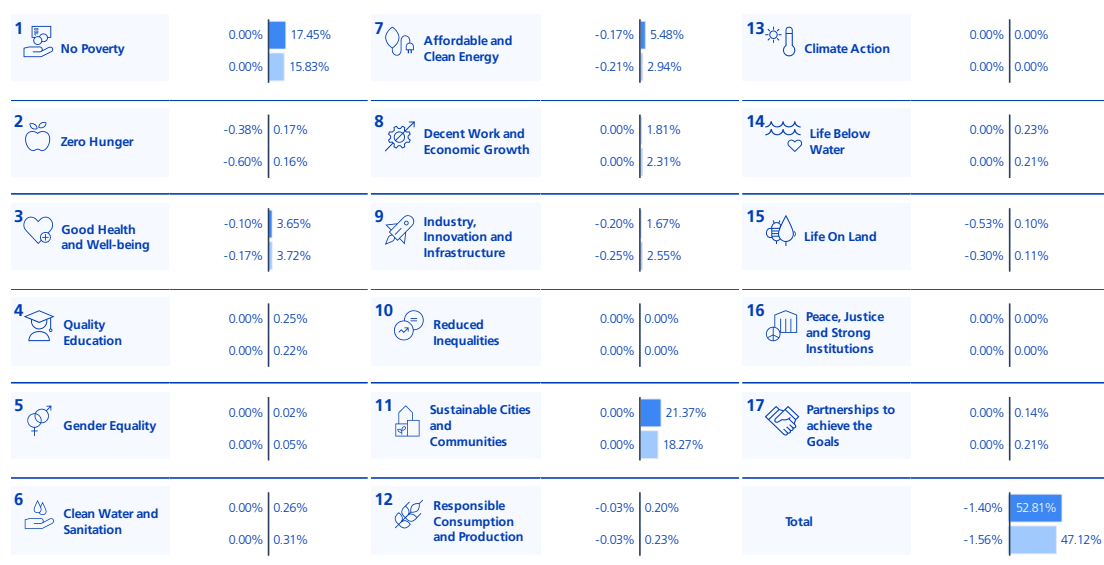 1
No Poverty
0.00% 17.45%
0.00% 15.83%
2
Zero Hunger
-0.38% 0.17%
-0.60% 0.16%
3
Good Health
and Well-being
-0.10% 3.65%
-0.17% 3.72%
4
Quality
Education
0.00% 0.25%
0.00% 0.22%
5
Gender Equality
0.00% 0.02%
0.00% 0.05%
6
Clean Water and
Sanitation
0.00% 0.26%
0.00% 0.31%
7
Affordable and
Clean Energy
-0.17% 5.48%
-0.21% 2.94%
8
Decent Work and
Economic Growth
0.00% 1.81%
0.00% 2.31%
9
Industry,
Innovation and
Infrastructure
-0.20% 1.67%
-0.25% 2.55%
10
Reduced
Inequalities
0.00% 0.00%
0.00% 0.00%
11
Sustainable Cities
and
Communities
0.00% 21.37%
0.00% 18.27%
12
Responsible
Consumption
and Production
-0.03% 0.20%
-0.03% 0.23%
13
Climate Action
0.00% 0.00%
0.00% 0.00%
14
Life Below
Water
0.00% 0.23%
0.00% 0.21%
15
Life On Land
-0.53% 0.10%
-0.30% 0.11%
16
Peace, Justice
and Strong
Institutions
0.00% 0.00%
0.00% 0.00%
17
Partnerships to
achieve the
Goals
0.00% 0.14%
0.00% 0.21%
Total
-1.40% 52.81%
-1.56% 47.12%